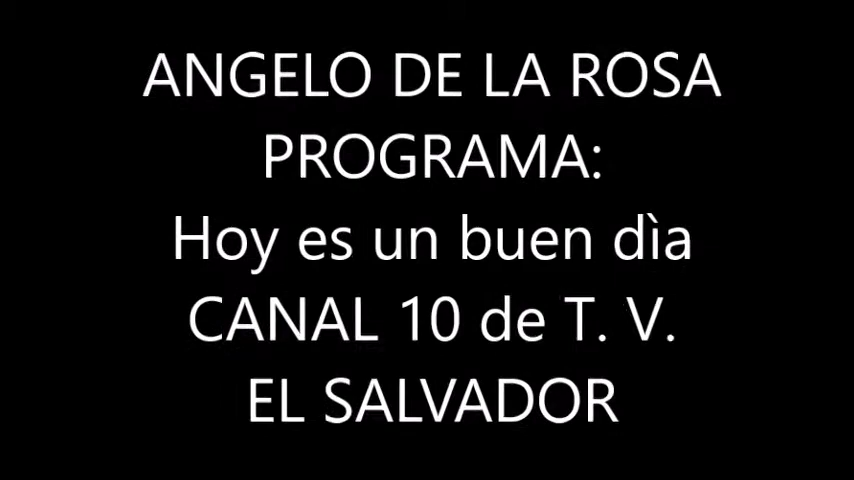 ANGELO DE LA ROSA
PROGRAMA:
Hoy es un buen dìa
CANAL 10 de T. V.
EL SALVADOR